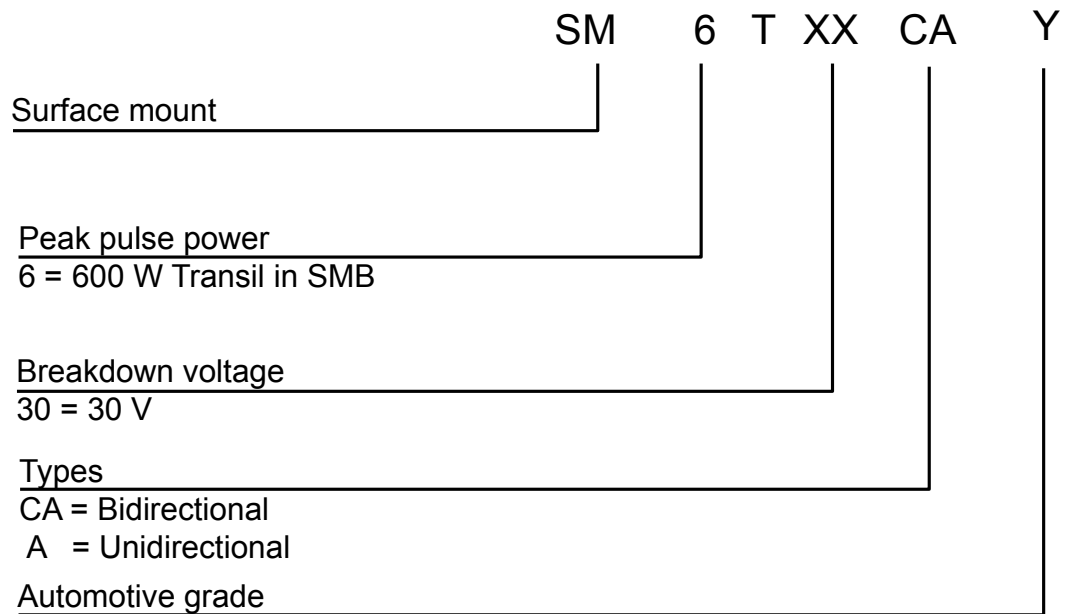 SM 6 T XX CA Y
Surface mount
Peak pulse power
6 = 600 W Transil in SMB
Breakdown voltage
30 = 30 V
Types
CA = Bidirectional
A = Unidirectional
Automotive grade